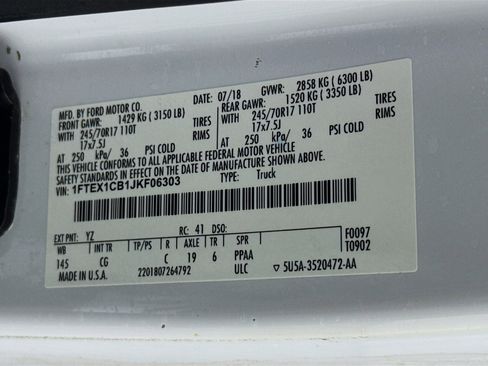 MFD. BY FORD MOTOR CO. 07/18 GVWR: 2858 KG ( 6300 LB)
FRONT GAWR: 1429 KG ( 3150 LB) REAR GAWR: 1520 KG ( 3350 LB)
WITH 245/70R17 110T TIRES WITH 245/70R17 110T TIRES
17x7.5J RIMS 17x7.5J RIMS
AT 250 kPa/ 36 PSI COLD AT 250 kPa/ 36 PSI COLD
THIS VEHICLE CONFORMS TO ALL APPLICABLE FEDERAL MOTOR VEHICLE
SAFETY STANDARDS IN EFFECT ON THE DATE OF MANUFACTURE SHOWN ABOVE.
VIN: 1FTEX1CB1JKF06303 TYPE: Truck
EXT PNT: YZ RC: 41 DSO: F0097
WB INT TR TP/PS R AXLE TR SPR T0902
145 CG C 19 6 PPAA
MADE IN U.S.A. 2201807264792 ULC ▽ 5U5A-3520472-AA